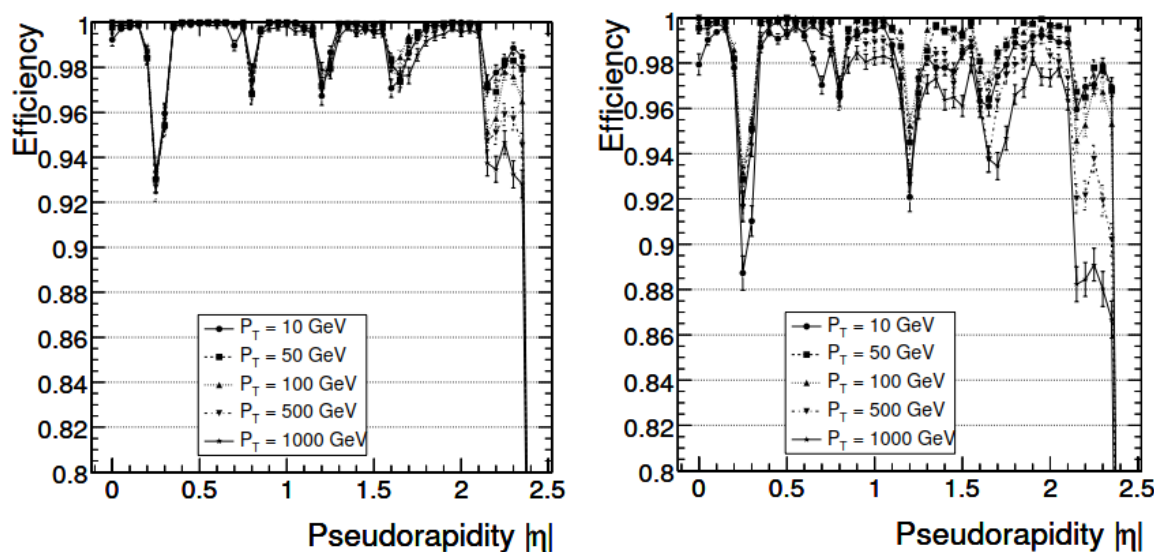 Efficiency
1
0.98
0.96
0.94
0.92
0.9
0.88
0.86
0.84
0.82
0.8
P_T = 10 GeV
P_T = 50 GeV
P_T = 100 GeV
P_T = 500 GeV
P_T = 1000 GeV
0 0.5 1 1.5 2 2.5
Pseudorapidity |η|
Efficiency
1
0.98
0.96
0.94
0.92
0.9
0.88
0.86
0.84
0.82
0.8
P_T = 10 GeV
P_T = 50 GeV
P_T = 100 GeV
P_T = 500 GeV
P_T = 1000 GeV
0 0.5 1 1.5 2 2.5
Pseudorapidity |η|